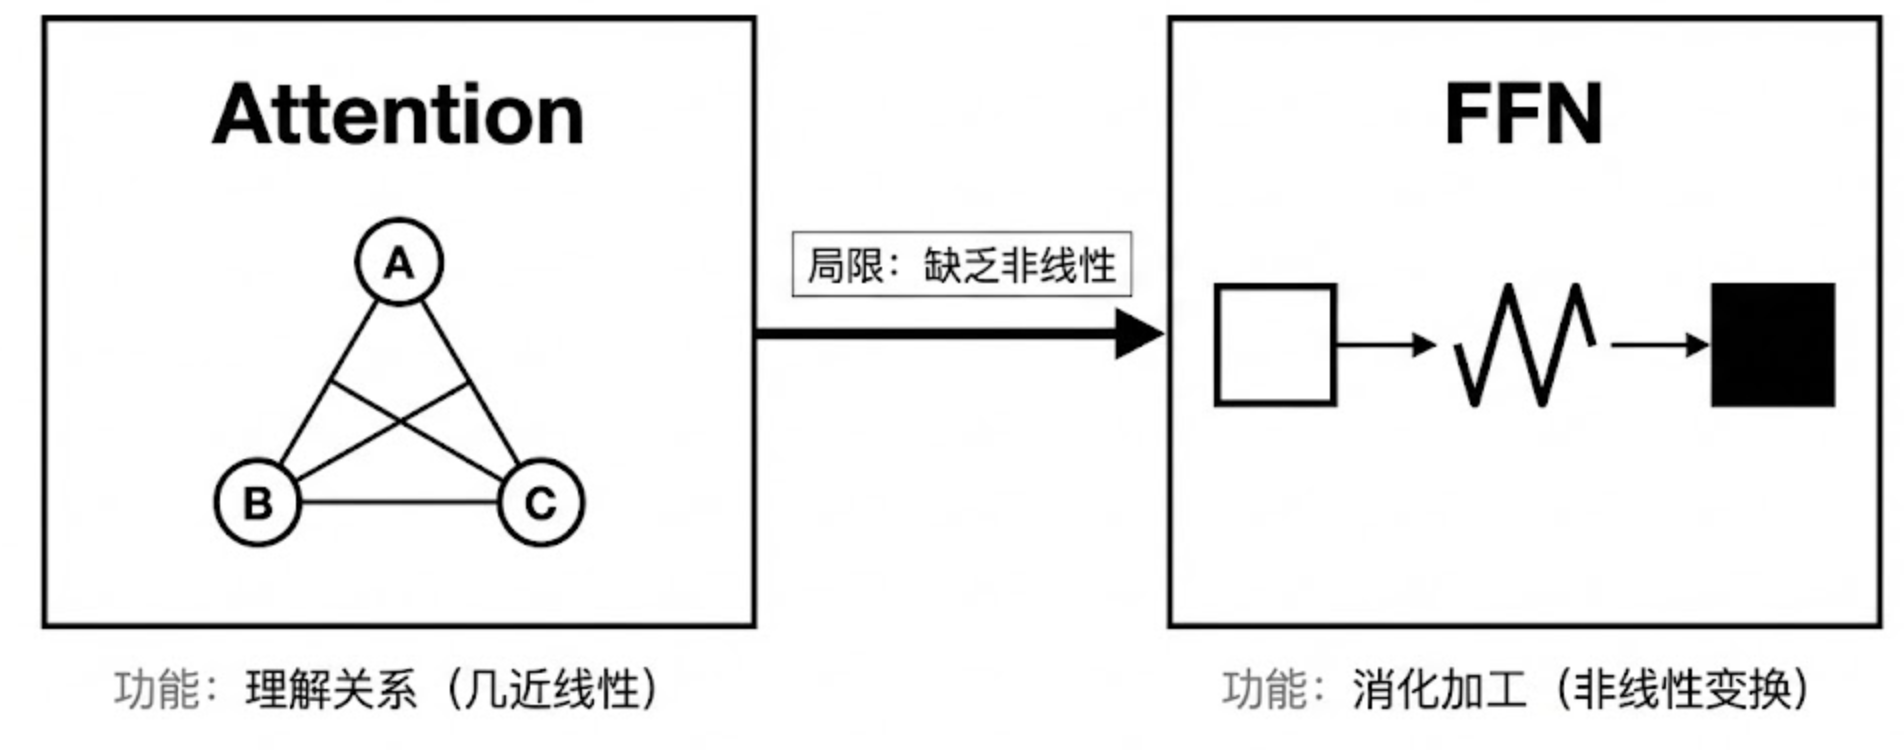 Attention
A
B
C
功能：理解关系（几近线性）
局限：缺乏非线性
FFN
功能：消化加工（非线性变换）